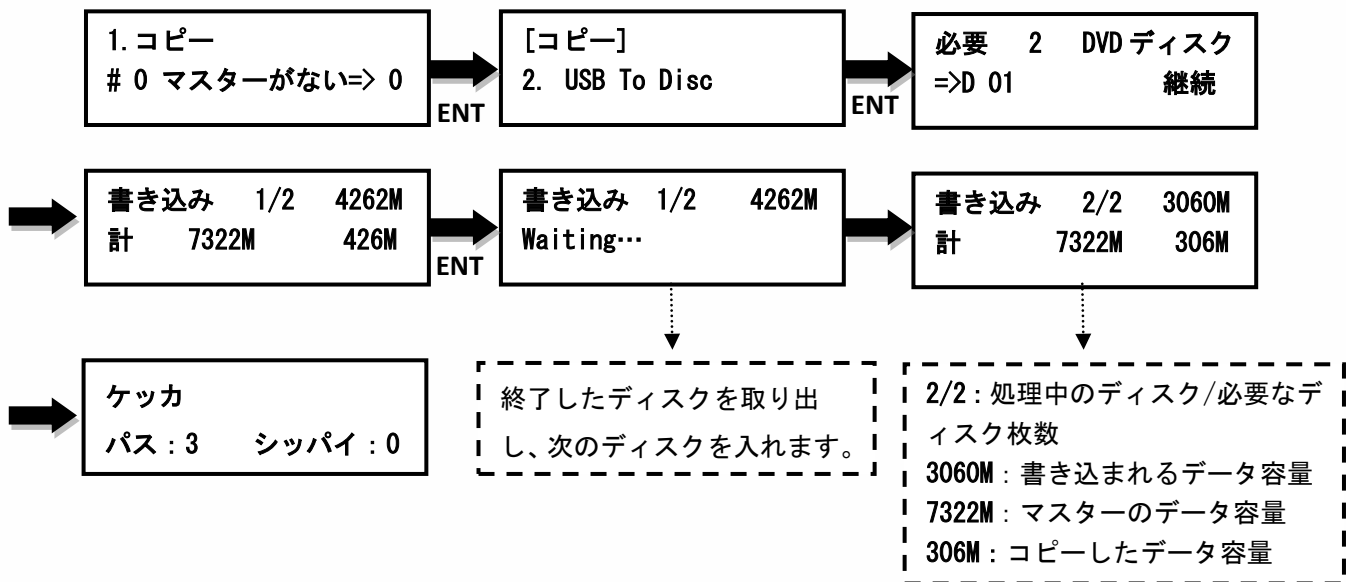 1.コピー
# 0 マスターがない=> 0
ENT
[コピー]
2. USB To Disc
ENT
必要 2 DVDディスク
=>D 01 継続
書き込み 1/2 4262M
計 7322M 426M
ENT
書き込み 1/2 4262M
Waiting…
書き込み 2/2 3060M
計 7322M 306M
ケッカ
パス：3 シッパイ：0
終了したディスクを取り出
し、次のディスクを入れます。
2/2：処理中のディスク/必要なデ
ィスク枚数
3060M：書き込まれるデータ容量
7322M：マスターのデータ容量
306M：コピーしたデータ容量